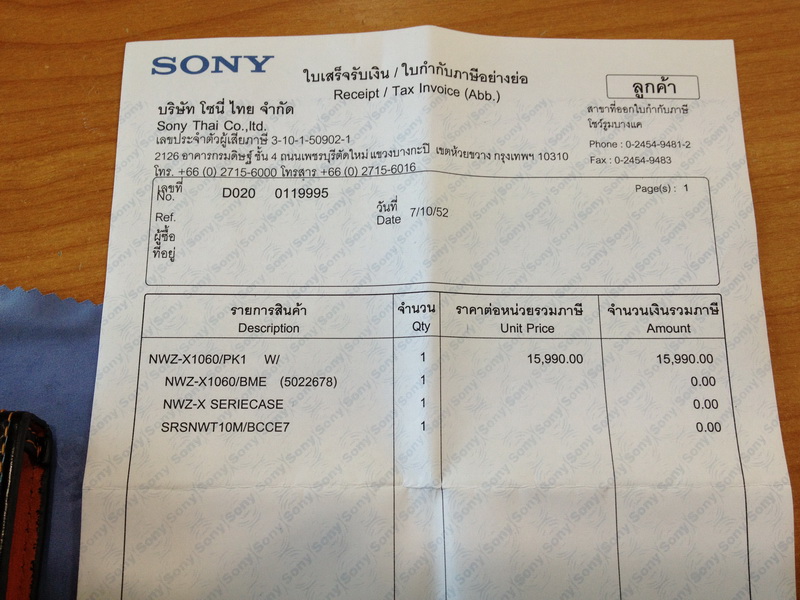 SONY
ใบเสร็จรับเงิน / ใบกำกับภาษีอย่างย่อ
Receipt / Tax Invoice (Abb.)
ลูกค้า
บริษัท โซนี่ ไทย จำกัด
Sony Thai Co.,ltd.
เลขประจำตัวผู้เสียภาษี 3-10-1-50902-1
2126 อาคารกรมดิษฐ์ ชั้น 4 ถนนเพชรบุรีตัดใหม่ แขวงบางกะปิ เขตห้วยขวาง กรุงเทพฯ 10310
โทร. +66 (0) 2715-6000 โทรสาร +66 (0) 2715-6016
สาขาที่ออกใบกำกับภาษี
โชว์รูมบางแค
Phone : 0-2454-9481-2
Fax : 0-2454-9483
เลขที่
No. D020 0119995
วันที่
Date 7/10/52
Page(s) : 1
Ref.
ผู้ซื้อ
ที่อยู่
รายการสินค้า จำนวน ราคาต่อหน่วยรวมภาษี จำนวนเงินรวมภาษี
Description Qty Unit Price Amount
NWZ-X1060/PK1 W/ 1 15,990.00 15,990.00
NWZ-X1060/BME (5022678) 1 0.00
NWZ-X SERIECASE 1 0.00
SRSNWT10M/BCCE7 1 0.00